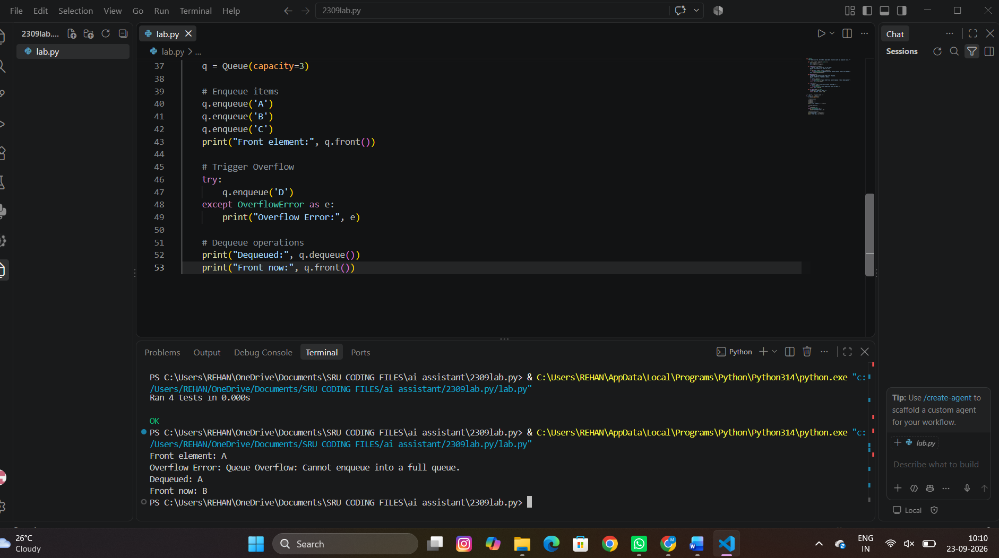 File Edit Selection View Go Run Terminal Help
2309lab.py
2309lab....
lab.py
lab.py
lab.py > ...
37 q = Queue(capacity=3)
38
39 # Enqueue items
40 q.enqueue('A')
41 q.enqueue('B')
42 q.enqueue('C')
43 print("Front element:", q.front())
44
45 # Trigger Overflow
46 try:
47 q.enqueue('D')
48 except OverflowError as e:
49 print("Overflow Error:", e)
50
51 # Dequeue operations
52 print("Dequeued:", q.dequeue())
53 print("Front now:", q.front())
Problems Output Debug Console Terminal Ports
Python
PS C:\Users\REHAN\OneDrive\Documents\SRU CODING FILES\ai assistant\2309lab.py> & C:\Users\REHAN\AppData\Local\Programs\Python\Python314\python.exe "c:
/Users/REHAN/OneDrive/Documents/SRU CODING FILES/ai assistant/2309lab.py/lab.py"
Ran 4 tests in 0.000s
OK
PS C:\Users\REHAN\OneDrive\Documents\SRU CODING FILES\ai assistant\2309lab.py> & C:\Users\REHAN\AppData\Local\Programs\Python\Python314\python.exe "c:
/Users/REHAN/OneDrive/Documents/SRU CODING FILES/ai assistant/2309lab.py/lab.py"
Front element: A
Overflow Error: Queue Overflow: Cannot enqueue into a full queue.
Dequeued: A
Front now: B
PS C:\Users\REHAN\OneDrive\Documents\SRU CODING FILES\ai assistant\2309lab.py>
Chat
Sessions
Tip: Use /create-agent to
scaffold a custom agent
for your workflow.
lab.py
Describe what to build
Local
26°C
Cloudy
Search
ENG
IN
10:10
23-09-2026